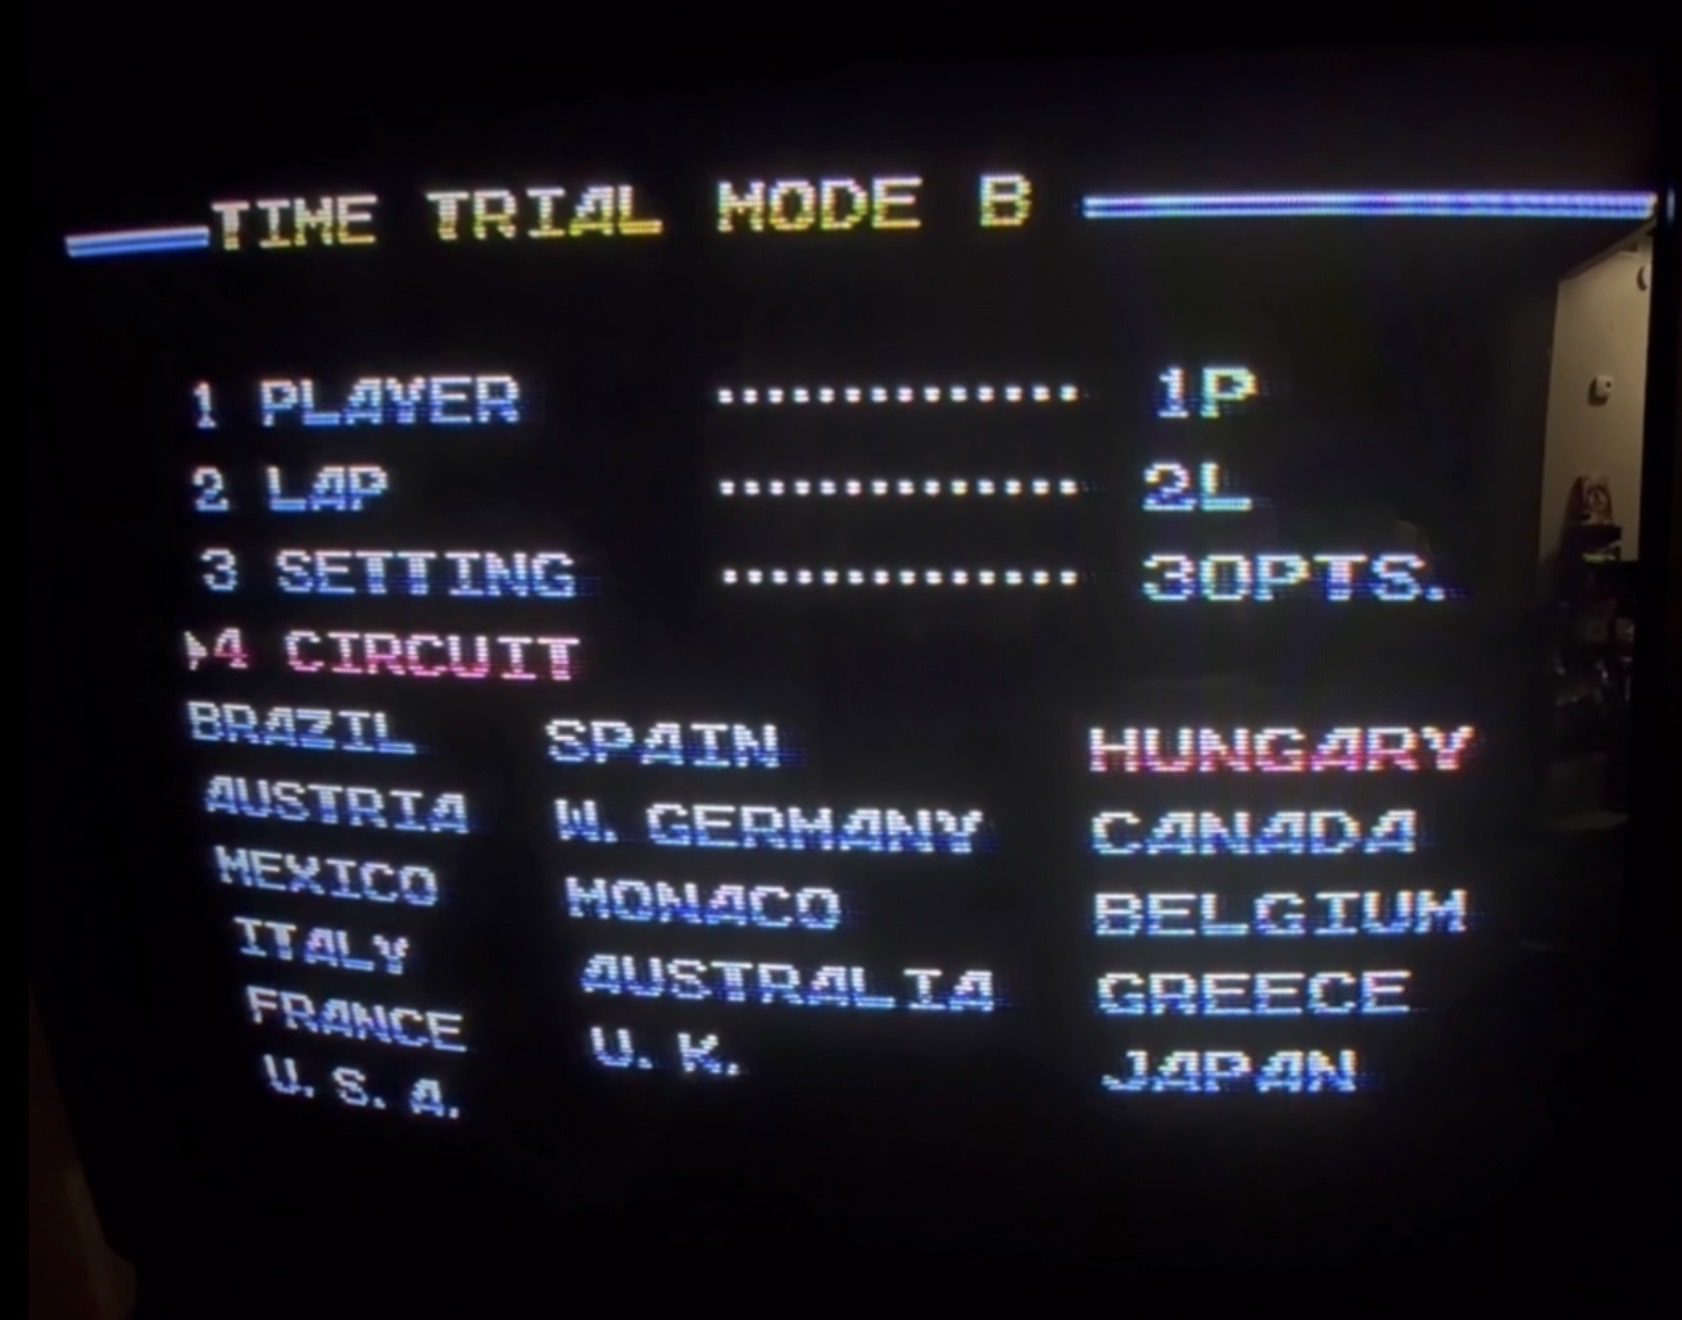 TIME TRIAL MODE B
1 PLAYER .............. 1P
2 LAP .............. 2L
3 SETTING .............. 30PTS.
4 CIRCUIT
BRAZIL SPAIN HUNGARY
AUSTRIA W. GERMANY CANADA
MEXICO MONACO BELGIUM
ITALY AUSTRALIA GREECE
FRANCE U. K. JAPAN
U. S. A.